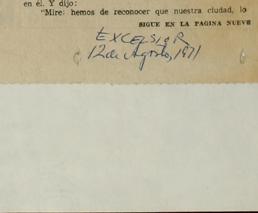 en él. Y dijo:
"Mire: hemos de reconocer que nuestra ciudad, lo
SIGUE EN LA PAGINA NUEVE
EXCELSIOR
12 de Agosto, 1971